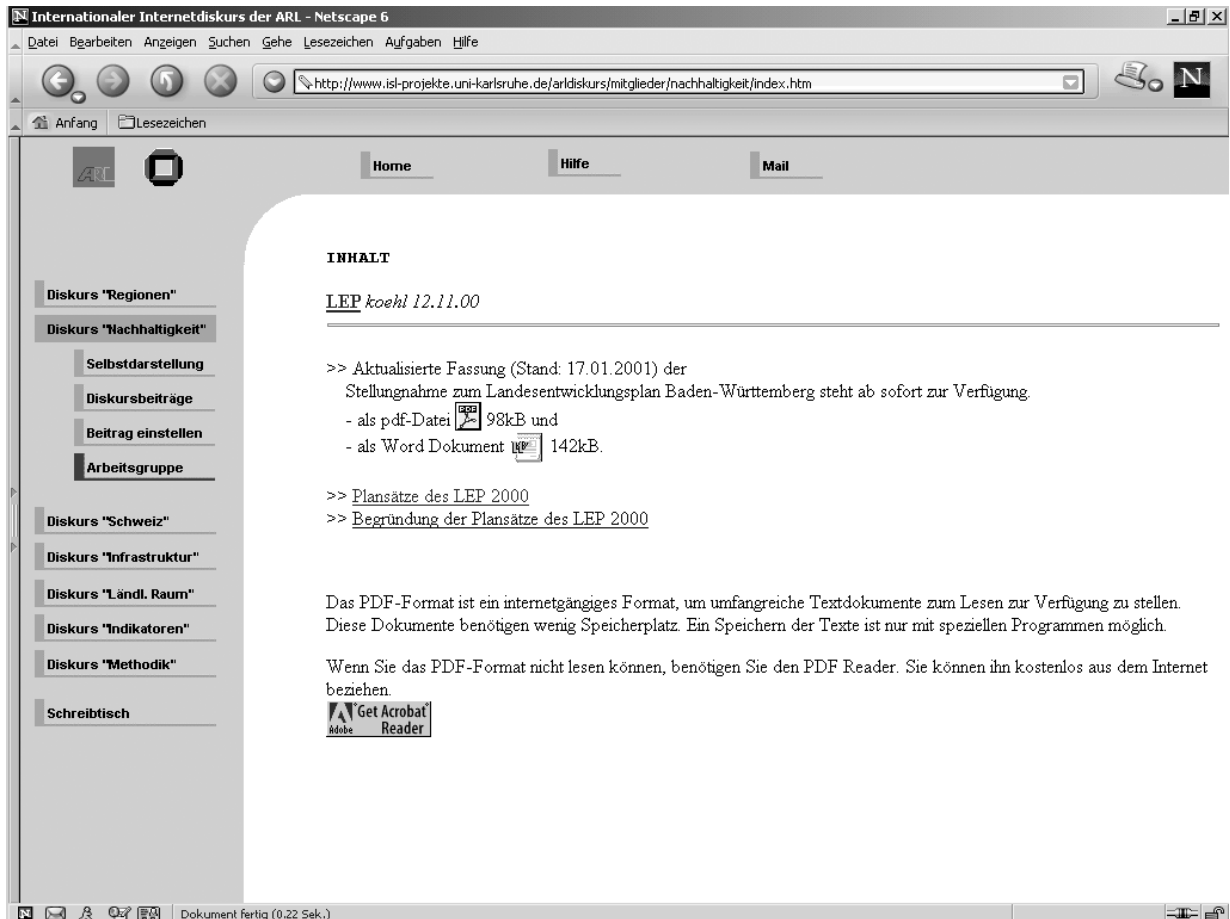 Internationaler Internetdiskurs der ARL - Netscape 6
Datei Bearbeiten Anzeigen Suchen Gehe Lesezeichen Aufgaben Hilfe
http://www.isl-projekte.uni-karlsruhe.de/arldiskurs/mitglieder/nachhaltigkeit/index.htm
N
Anfang Lesezeichen
ARL
Home Hilfe Mail
Diskurs "Regionen"
Diskurs "Nachhaltigkeit"
Selbstdarstellung
Diskursbeiträge
Beitrag einstellen
Arbeitsgruppe
Diskurs "Schweiz"
Diskurs "Infrastruktur"
Diskurs "Ländl. Raum"
Diskurs "Indikatoren"
Diskurs "Methodik"
Schreibtisch
INHALT
LEP koehl 12.11.00
>> Aktualisierte Fassung (Stand: 17.01.2001) der
Stellungnahme zum Landesentwicklungsplan Baden-Württemberg steht ab sofort zur Verfügung.
- als pdf-Datei PDF 98kB und
- als Word Dokument 142kB.
>> Plansätze des LEP 2000
>> Begründung der Plansätze des LEP 2000
Das PDF-Format ist ein internetgängiges Format, um umfangreiche Textdokumente zum Lesen zur Verfügung zu stellen.
Diese Dokumente benötigen wenig Speicherplatz. Ein Speichern der Texte ist nur mit speziellen Programmen möglich.
Wenn Sie das PDF-Format nicht lesen können, benötigen Sie den PDF Reader. Sie können ihn kostenlos aus dem Internet
beziehen.
Get Acrobat
Adobe Reader
Dokument fertig (0.22 Sek.)